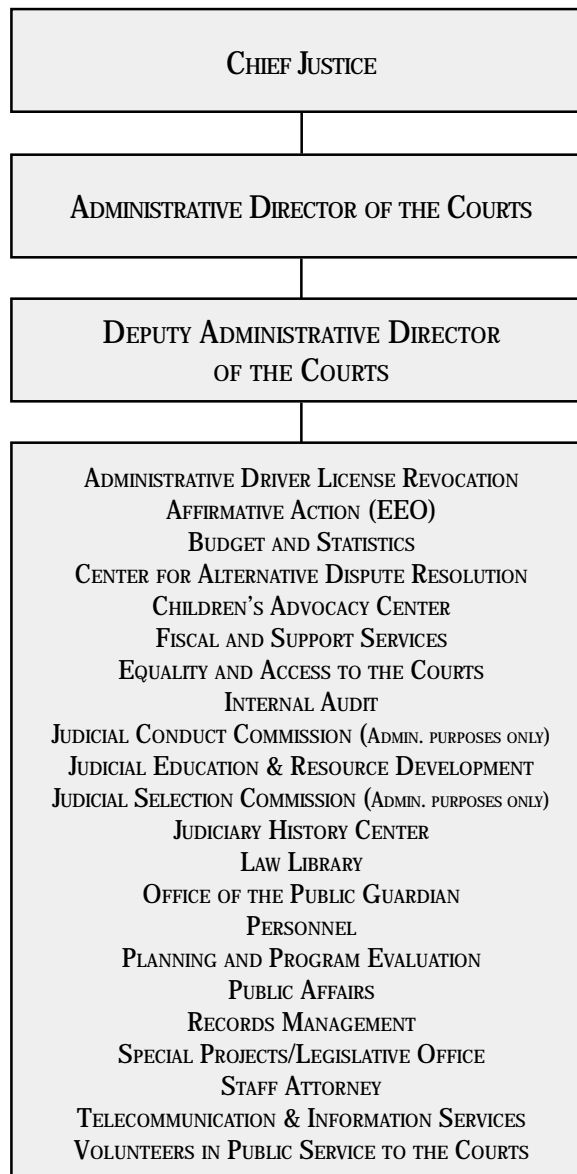 Chief Justice
Administrative Director of the Courts
Deputy Administrative Director
of the Courts
Administrative Driver License Revocation
Affirmative Action (EEO)
Budget and Statistics
Center for Alternative Dispute Resolution
Children's Advocacy Center
Fiscal and Support Services
Equality and Access to the Courts
Internal Audit
Judicial Conduct Commission (Admin. purposes only)
Judicial Education & Resource Development
Judicial Selection Commission (Admin. purposes only)
Judiciary History Center
Law Library
Office of the Public Guardian
Personnel
Planning and Program Evaluation
Public Affairs
Records Management
Special Projects/Legislative Office
Staff Attorney
Telecommunication & Information Services
Volunteers in Public Service to the Courts